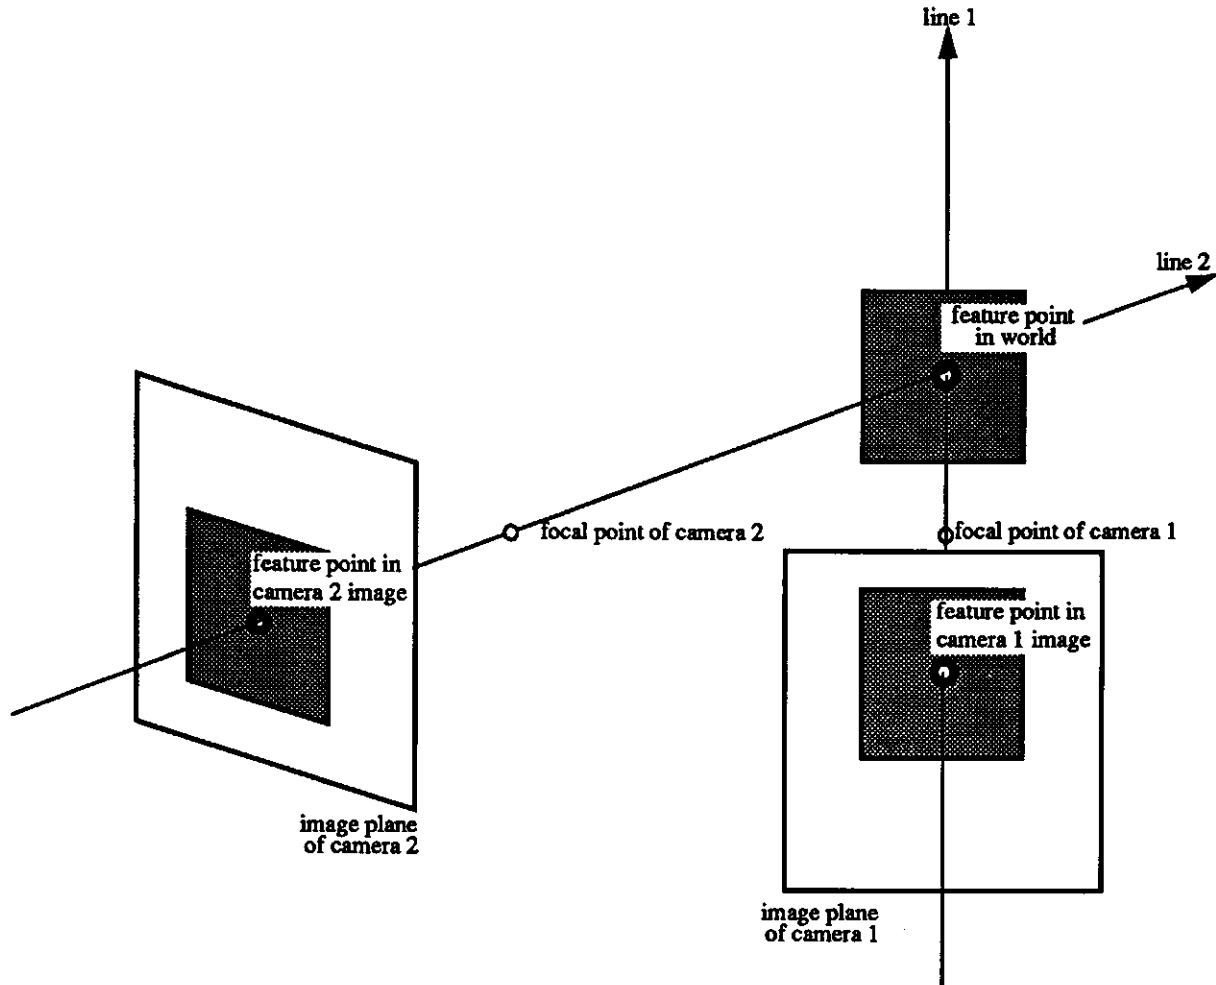 line 1
line 2
feature point
in world
focal point of camera 2
focal point of camera 1
feature point in
camera 2 image
feature point in
camera 1 image
image plane
of camera 2
image plane
of camera 1